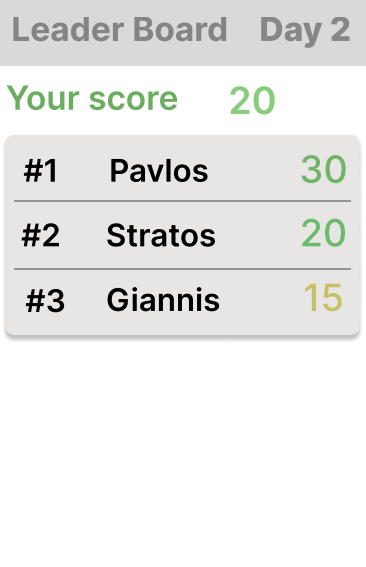 Leader Board Day 2
Your score 20
#1 Pavlos 30
#2 Stratos 20
#3 Giannis 15